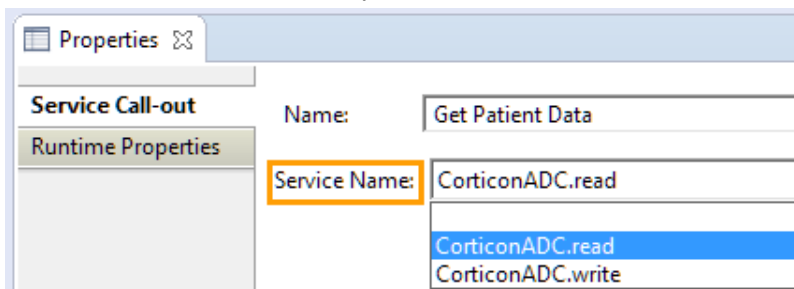 Properties
Service Call-out
Name: Get Patient Data
Runtime Properties
Service Name: CorticonADC.read
CorticonADC.read
CorticonADC.write